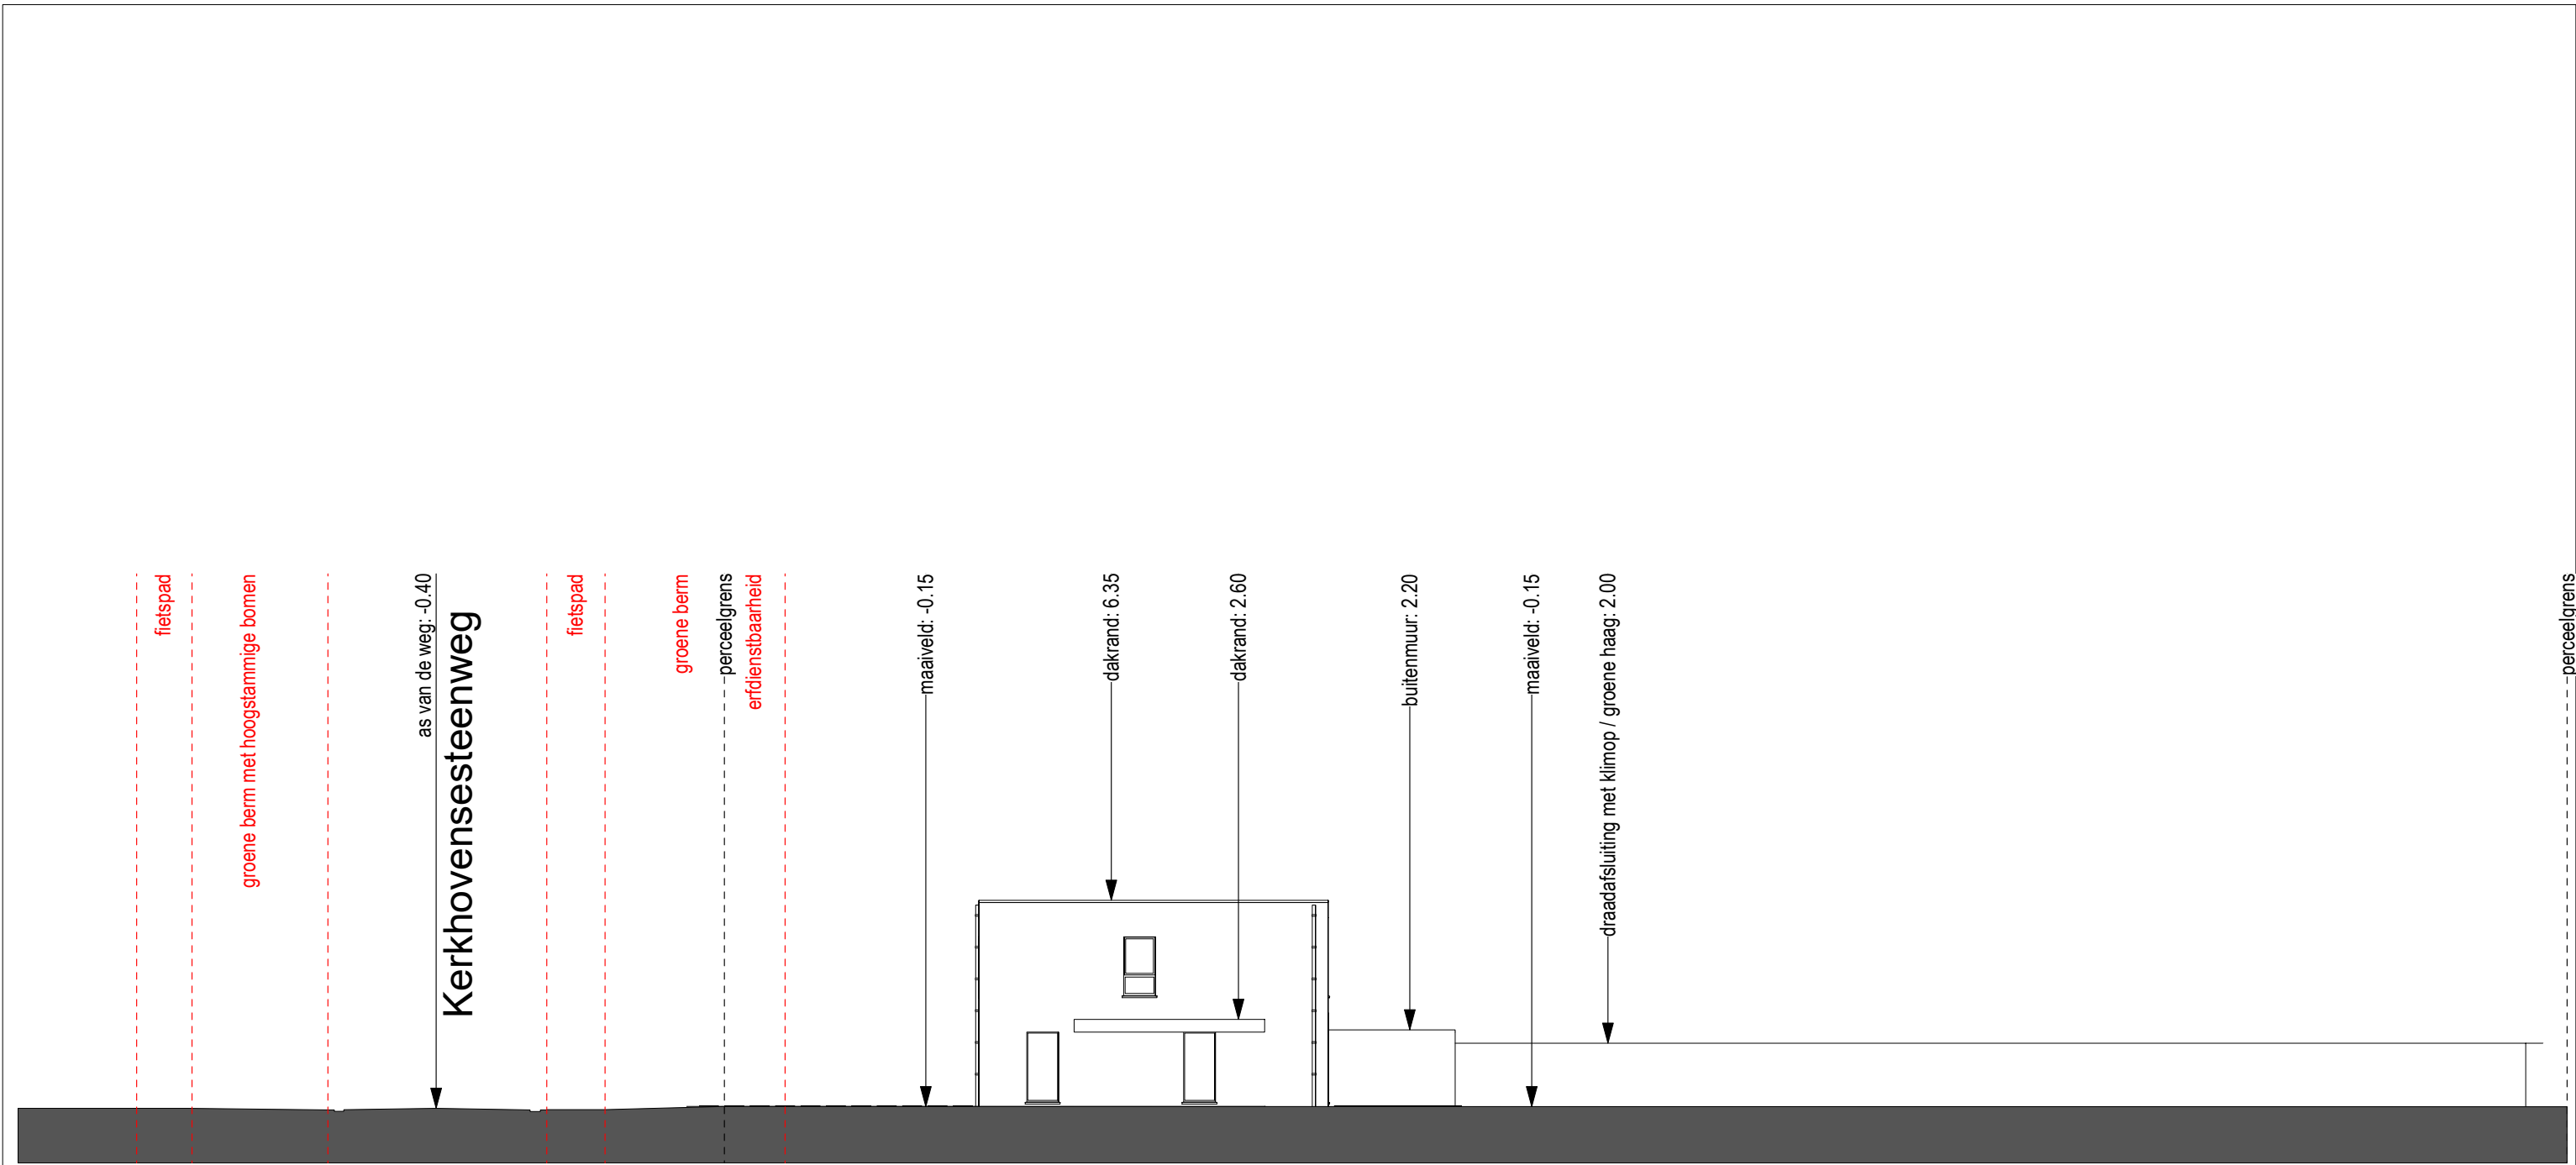 fietspad
groene berm met hoogstammige bomen
as van de weg: -0.40
Kerkhovensesteenweg
fietspad
groene berm
perceelgrens
erfdienstbaarheid
maaiveld: -0.15
dakrand: 6.35
dakrand: 2.60
buitenmuur: 2.20
maaiveld: -0.15
draadafsluiting met klimop / groene haag: 2.00
perceelgrens